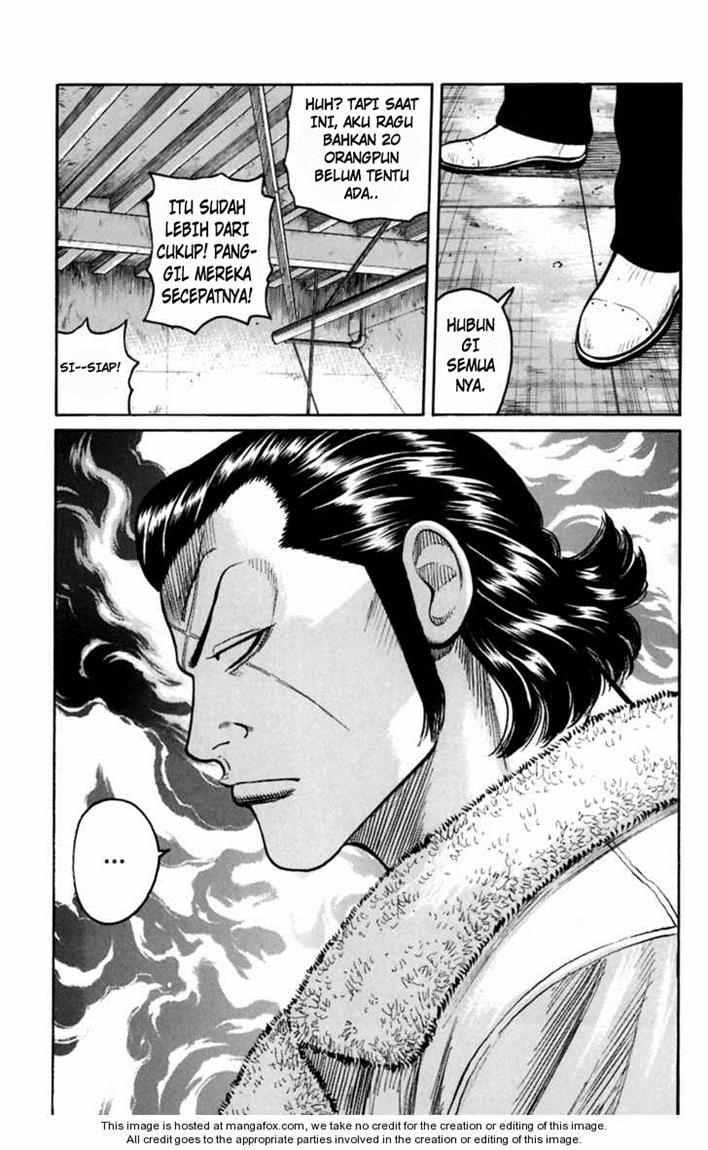 HUBUN
GI
SEMUA
NYA.
HUH? TAPI SAAT
INI, AKU RAGU
BAHKAN 20
ORANGPUN
BELUM TENTU
ADA..
ITU SUDAH
LEBIH DARI
CUKUP! PANG-
GIL MEREKA
SECEPATNYA!
SI--SIAP!
...
This image is hosted at mangafox.com, we take no credit for the creation or editing of this image.
All credit goes to the appropriate parties involved in the creation or editing of this image.